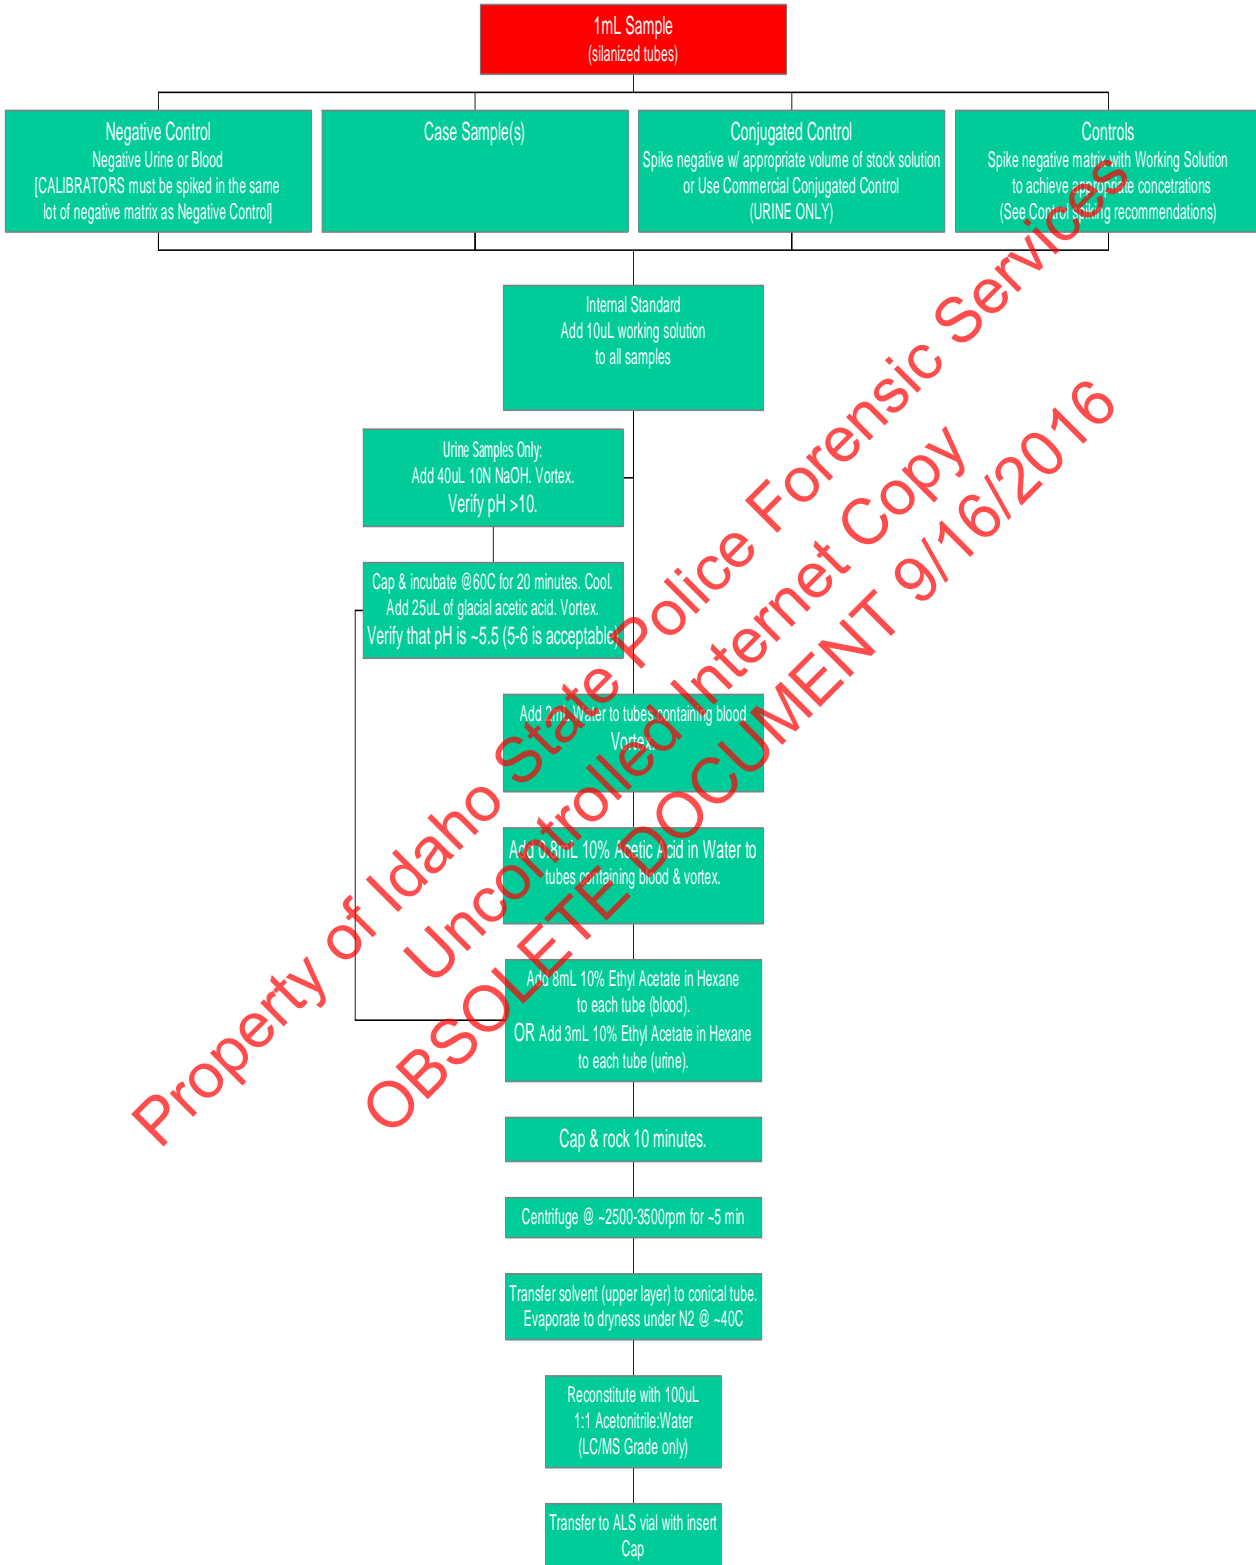 1mL Sample
(silanized tubes)
Negative Control
Negative Urine or Blood
[CALIBRATORS must be spiked in the same
lot of negative matrix as Negative Control]
Case Sample(s)
Conjugated Control
Spike negative w/ appropriate volume of stock solution
or Use Commercial Conjugated Control
(URINE ONLY)
Controls
Spike negative matrix with Working Solution
to achieve appropriate concetrations
(See Control spiking recommendations)
Internal Standard
Add 10uL working solution
to all samples
Urine Samples Only:
Add 40uL 10N NaOH. Vortex.
Verify pH >10.
Cap & incubate @60C for 20 minutes. Cool.
Add 25uL of glacial acetic acid. Vortex.
Verify that pH is ~5.5 (5-6 is acceptable)
Add 2mL Water to tubes containing blood
Vortex.
Add 0.8mL 10% Acetic Acid in Water to
tubes containing blood & vortex.
Add 8mL 10% Ethyl Acetate in Hexane
to each tube (blood).
OR Add 3mL 10% Ethyl Acetate in Hexane
to each tube (urine).
Cap & rock 10 minutes.
Centrifuge @ ~2500-3500rpm for ~5 min
Transfer solvent (upper layer) to conical tube.
Evaporate to dryness under N2 @ ~40C
Reconstitute with 100uL
1:1 Acetonitrile:Water
(LC/MS Grade only)
Transfer to ALS vial with insert
Cap
Property of Idaho State Police Forensic Services
Uncontrolled Internet Copy
OBSOLETE DOCUMENT 9/16/2016